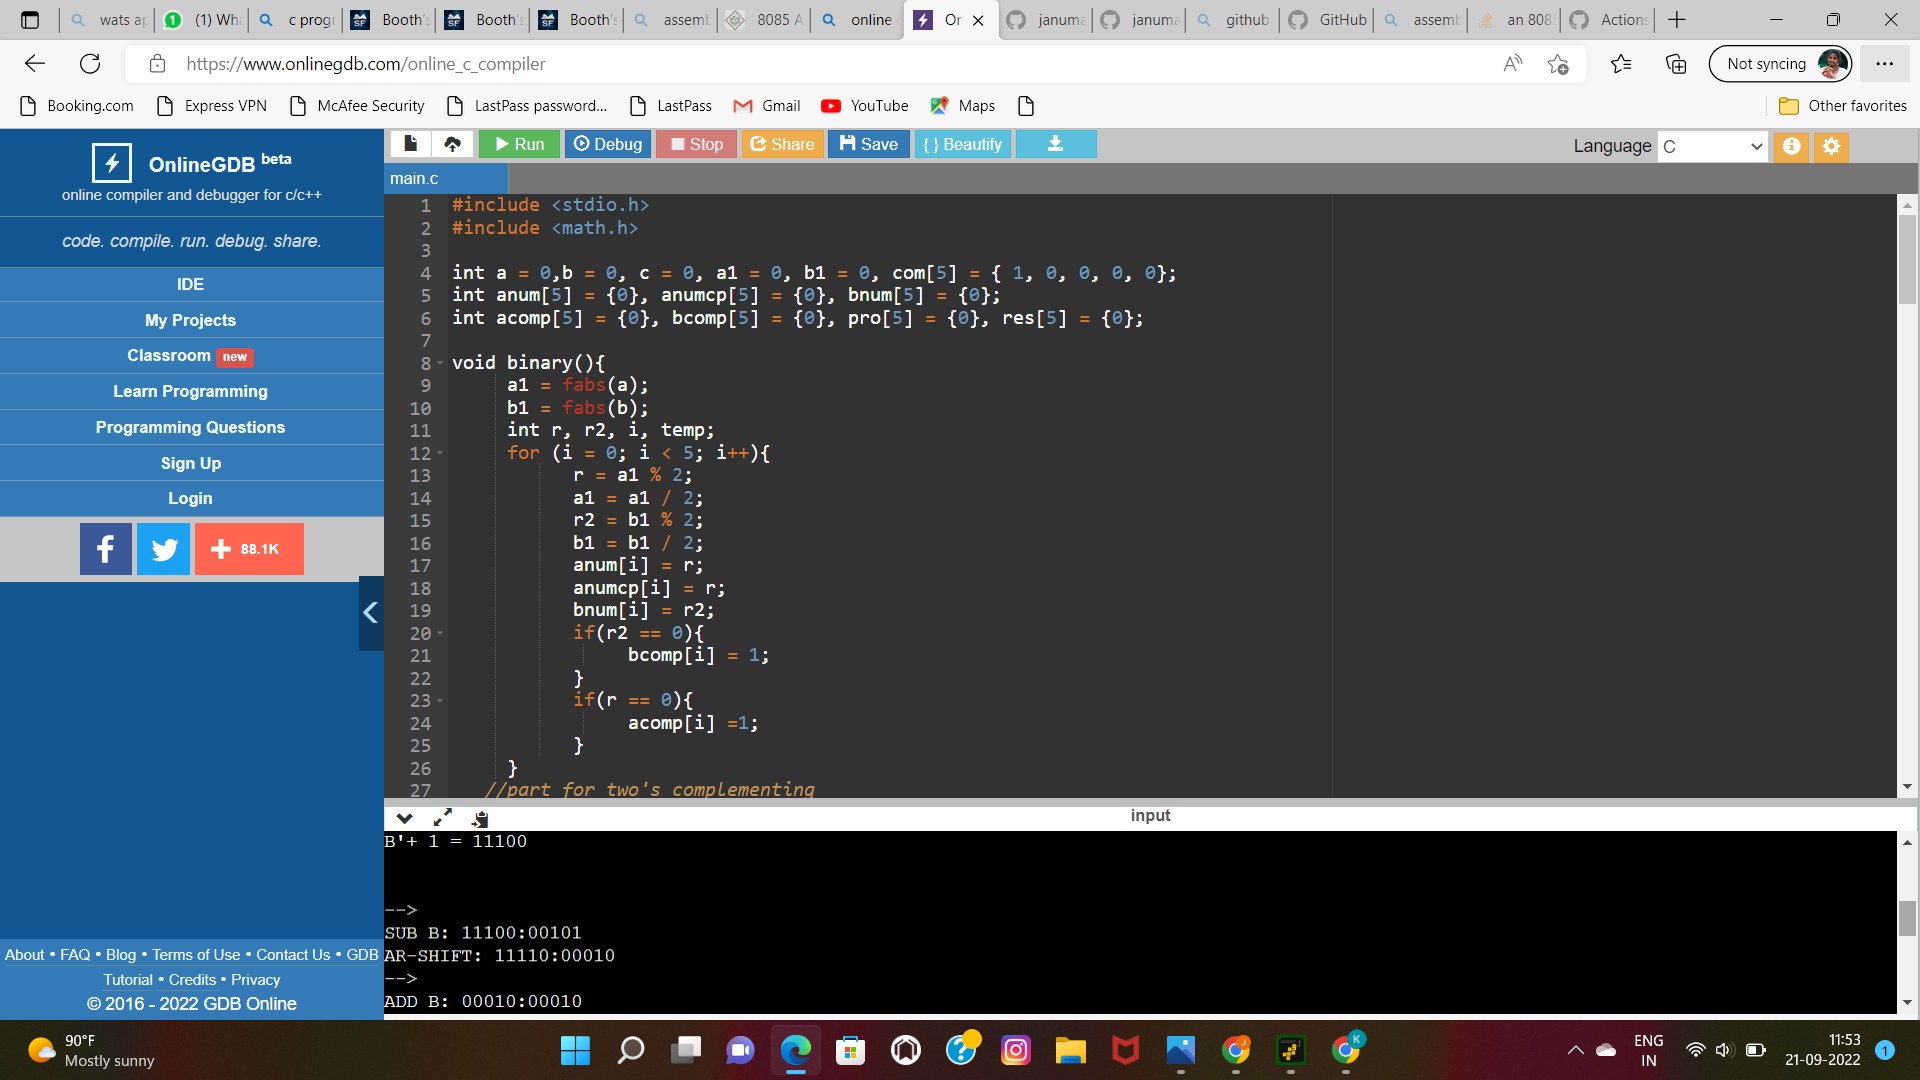 wats ap
(1) Wha
c progr
Booth's
Booth's
Booth's
assemb
8085 A
online
On
januma
januma
github
GitHub
assemb
an 8085
Actions
https://www.onlinegdb.com/online_c_compiler
Not syncing
Booking.com
Express VPN
McAfee Security
LastPass password...
LastPass
Gmail
YouTube
Maps
Other favorites
OnlineGDB beta
online compiler and debugger for c/c++
code. compile. run. debug. share.
IDE
My Projects
Classroom new
Learn Programming
Programming Questions
Sign Up
Login
88.1K
About • FAQ • Blog • Terms of Use • Contact Us • GDB
Tutorial • Credits • Privacy
© 2016 - 2022 GDB Online
Run
Debug
Stop
Share
Save
{ } Beautify
Language C
main.c
1 #include <stdio.h>
2 #include <math.h>
3
4 int a = 0,b = 0, c = 0, a1 = 0, b1 = 0, com[5] = { 1, 0, 0, 0, 0};
5 int anum[5] = {0}, anumcp[5] = {0}, bnum[5] = {0};
6 int acomp[5] = {0}, bcomp[5] = {0}, pro[5] = {0}, res[5] = {0};
7
8 void binary(){
9 a1 = fabs(a);
10 b1 = fabs(b);
11 int r, r2, i, temp;
12 for (i = 0; i < 5; i++){
13 r = a1 % 2;
14 a1 = a1 / 2;
15 r2 = b1 % 2;
16 b1 = b1 / 2;
17 anum[i] = r;
18 anumcp[i] = r;
19 bnum[i] = r2;
20 if(r2 == 0){
21 bcomp[i] = 1;
22 }
23 if(r == 0){
24 acomp[i] =1;
25 }
26 }
27 //part for two's complementing
input
B'+ 1 = 11100
-->
SUB B: 11100:00101
AR-SHIFT: 11110:00010
-->
ADD B: 00010:00010
90°F
Mostly sunny
ENG
IN
11:53
21-09-2022
1